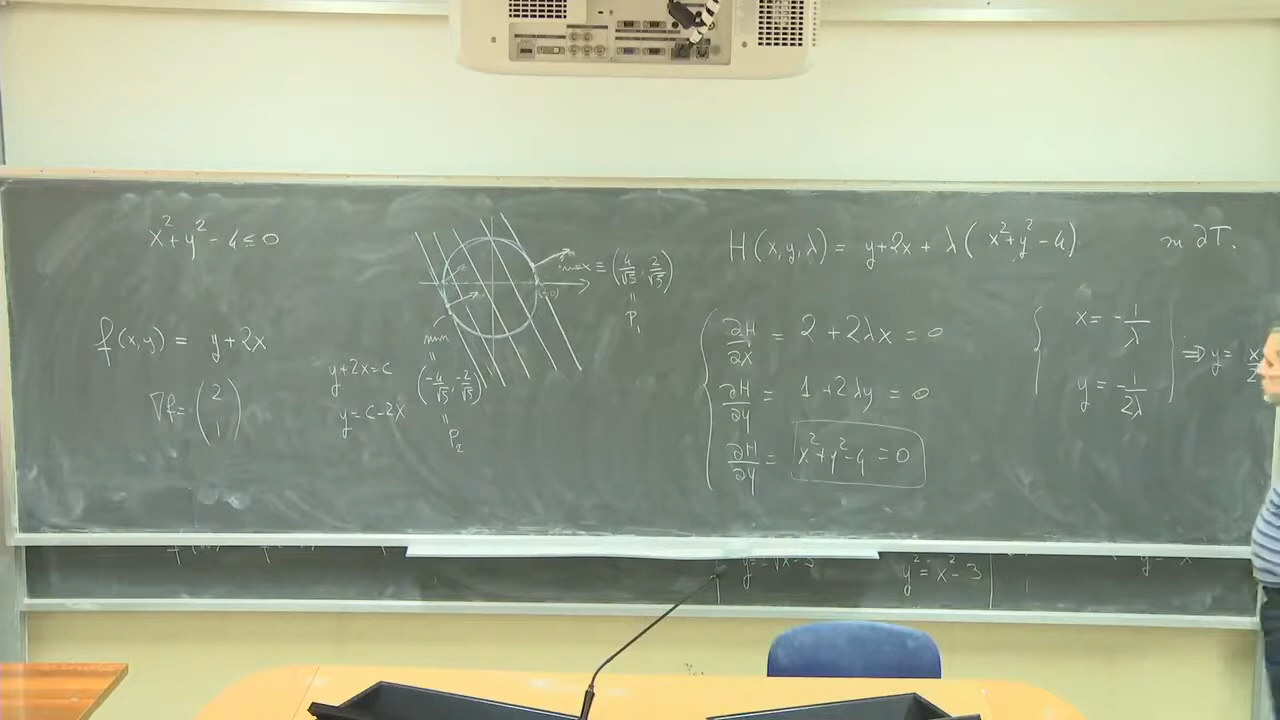 x²+y²-4≤0
f(x,y) = y+2x
∇f = (2 1)
y+2x=c
y=c-2x
max ≡ (4/√5, 2/√5)
"
P₁
(2,0)
min
"
(-4/√5, -2/√5)
"
P₂
H(x,y,λ) = y+2x + λ(x²+y²-4)
in ∂T.
∂H/∂x = 2+2λx = 0
∂H/∂y = 1+2λy = 0
∂H/∂y = x²+y²-4=0
x = -1/λ
y = -1/2λ
⇒ y = x/2
y²=x²-3